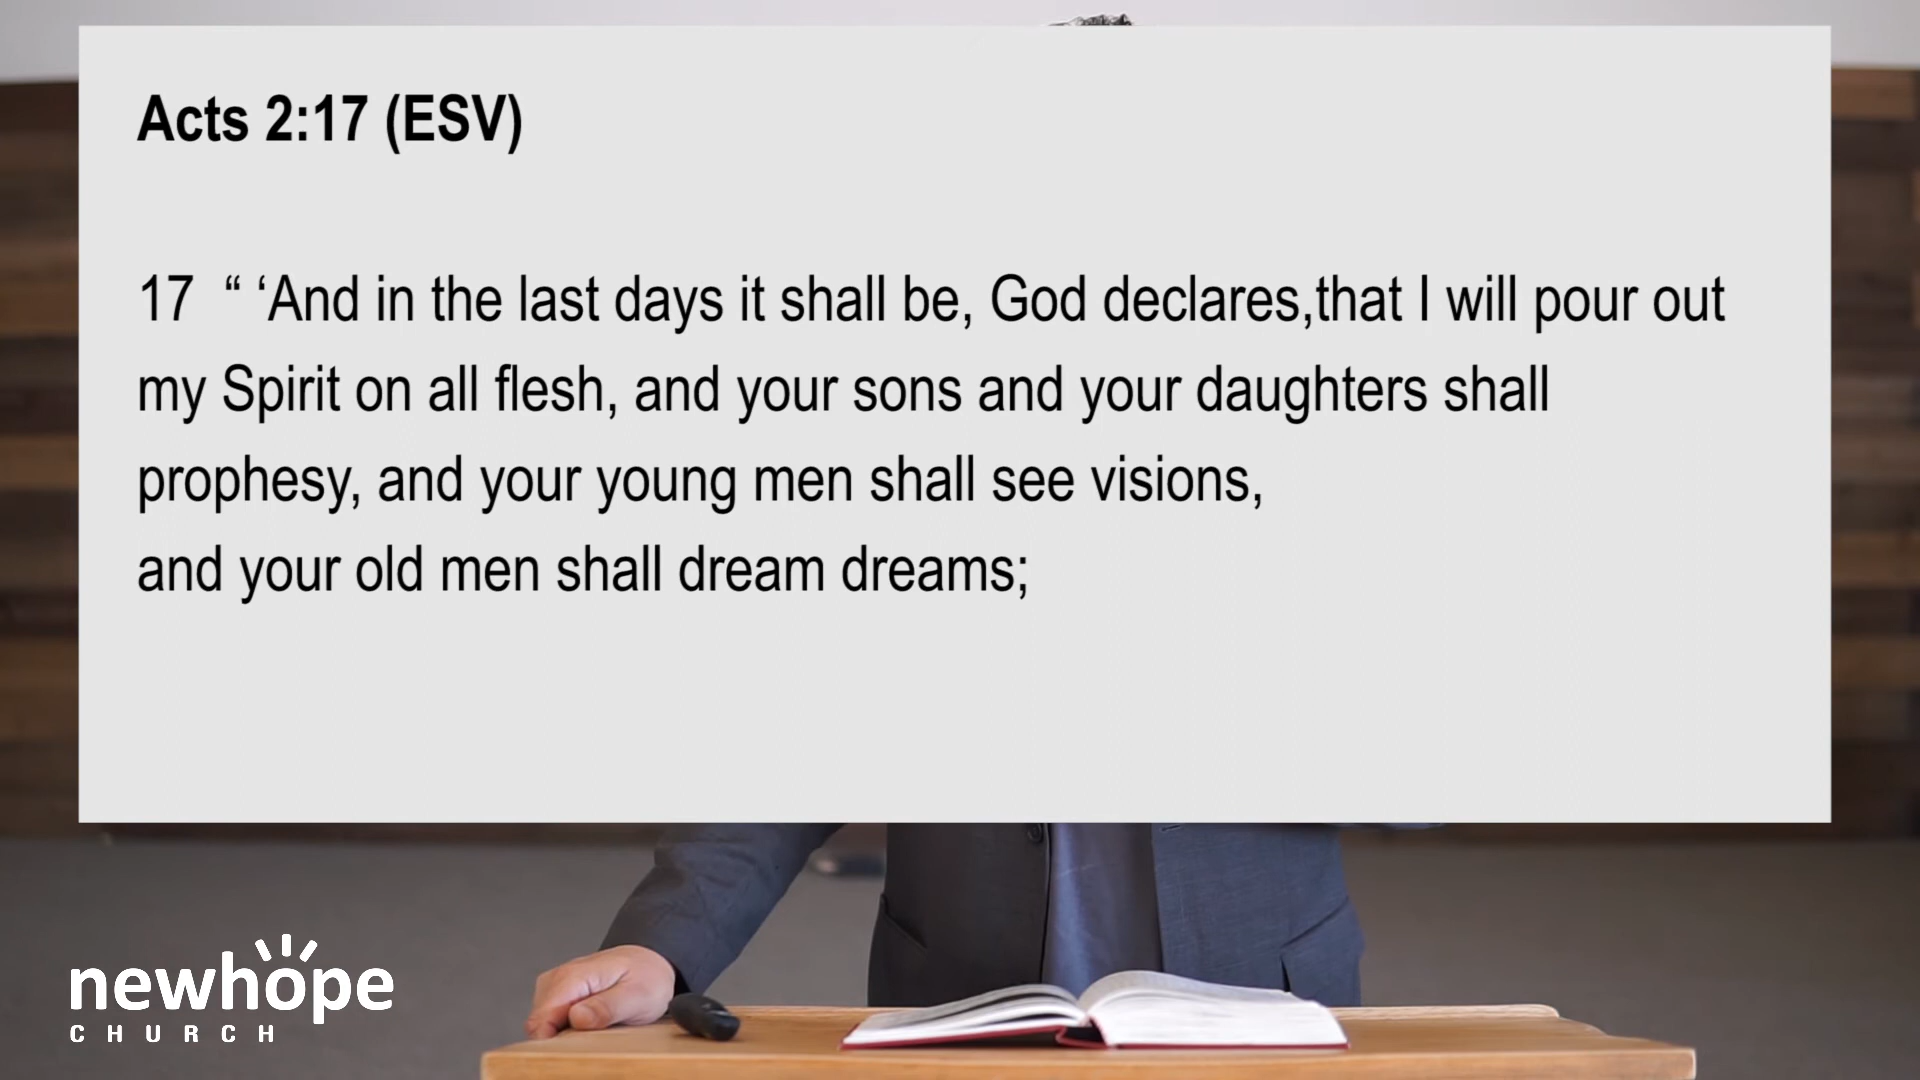 Acts 2:17 (ESV)
17 “ ‘And in the last days it shall be, God declares,that I will pour out
my Spirit on all flesh, and your sons and your daughters shall
prophesy, and your young men shall see visions,
and your old men shall dream dreams;
newhope
CHURCH